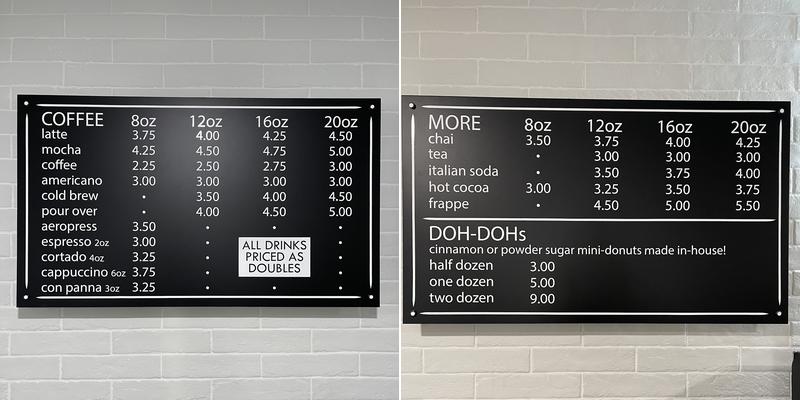 COFFEE 8oz 12oz 16oz 20oz
latte 3.75 4.00 4.25 4.50
mocha 4.25 4.50 4.75 5.00
coffee 2.25 2.50 2.75 3.00
americano 3.00 3.00 3.00 3.00
cold brew • 3.50 4.00 4.50
pour over • 4.00 4.50 5.00
aeropress 3.50 • • •
espresso 2oz 3.00 • •
cortado 4oz 3.25 • •
cappuccino 6oz 3.75 • •
con panna 3oz 3.25 • • •
ALL DRINKS
PRICED AS
DOUBLES
MORE 8oz 12oz 16oz 20oz
chai 3.50 3.75 4.00 4.25
tea • 3.00 3.00 3.00
italian soda • 3.50 3.75 4.00
hot cocoa 3.00 3.25 3.50 3.75
frappe • 4.50 5.00 5.50
DOH-DOHs
cinnamon or powder sugar mini-donuts made in-house!
half dozen 3.00
one dozen 5.00
two dozen 9.00